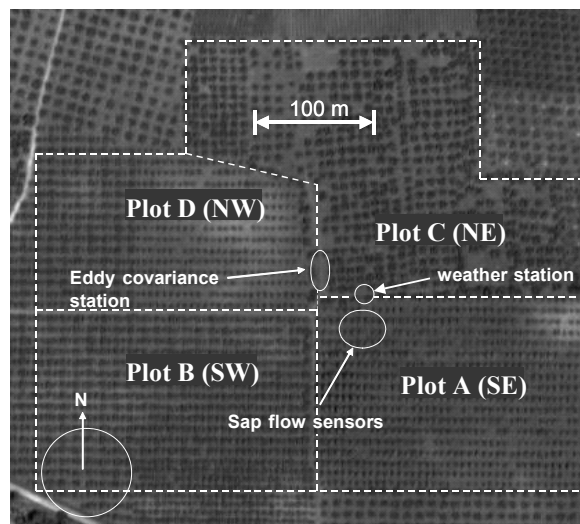 100 m
Plot D (NW)
Plot C (NE)
Eddy covariance
station
weather station
Plot B (SW)
Plot A (SE)
Sap flow sensors
N